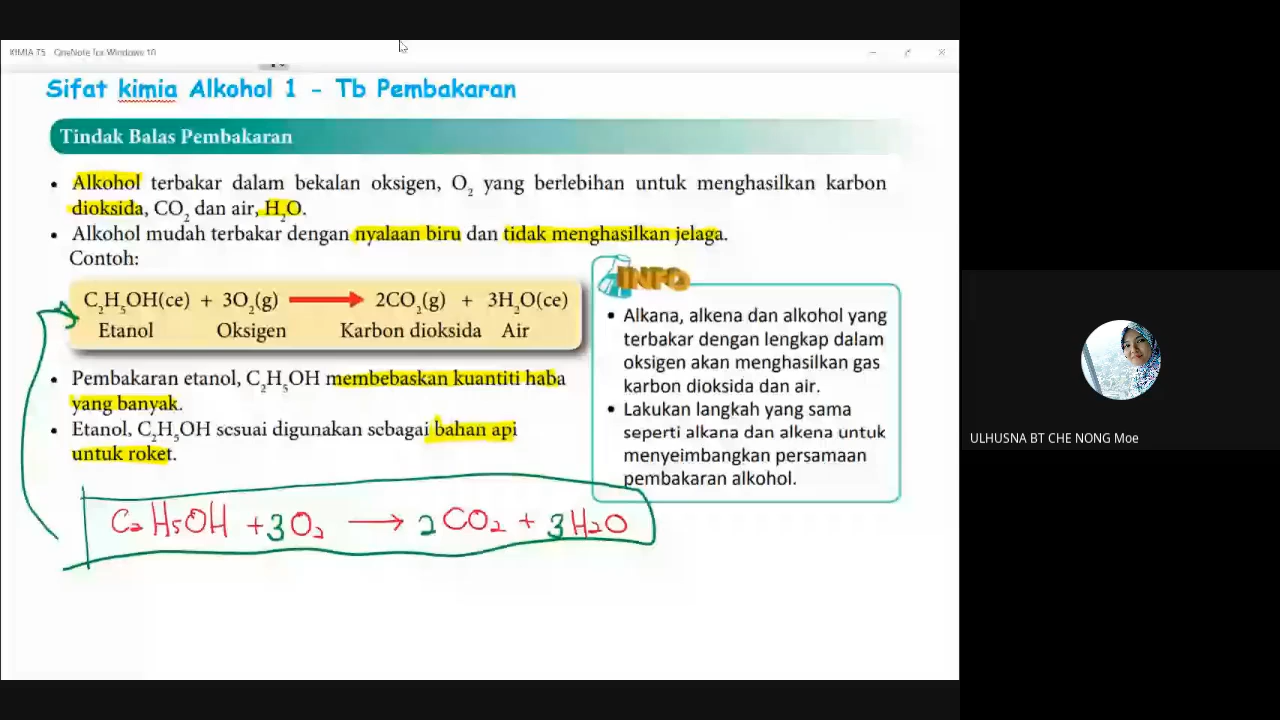 KIMIA T5 - OneNote for Windows 10
Sifat kimia Alkohol 1 - Tb Pembakaran
Tindak Balas Pembakaran
• Alkohol terbakar dalam bekalan oksigen, O₂ yang berlebihan untuk menghasilkan karbon
dioksida, CO₂ dan air, H₂O.
• Alkohol mudah terbakar dengan nyalaan biru dan tidak menghasilkan jelaga.
Contoh:
C₂H₅OH(ce) + 3O₂(g) → 2CO₂(g) + 3H₂O(ce)
Etanol Oksigen Karbon dioksida Air
• Pembakaran etanol, C₂H₅OH membebaskan kuantiti haba
yang banyak.
• Etanol, C₂H₅OH sesuai digunakan sebagai bahan api
untuk roket.
INFO
• Alkana, alkena dan alkohol yang
terbakar dengan lengkap dalam
oksigen akan menghasilkan gas
karbon dioksida dan air.
• Lakukan langkah yang sama
seperti alkana dan alkena untuk
menyeimbangkan persamaan
pembakaran alkohol.
C₂H₅OH + 3O₂ → 2CO₂ + 3H₂O
ULHUSNA BT CHE NONG Moe